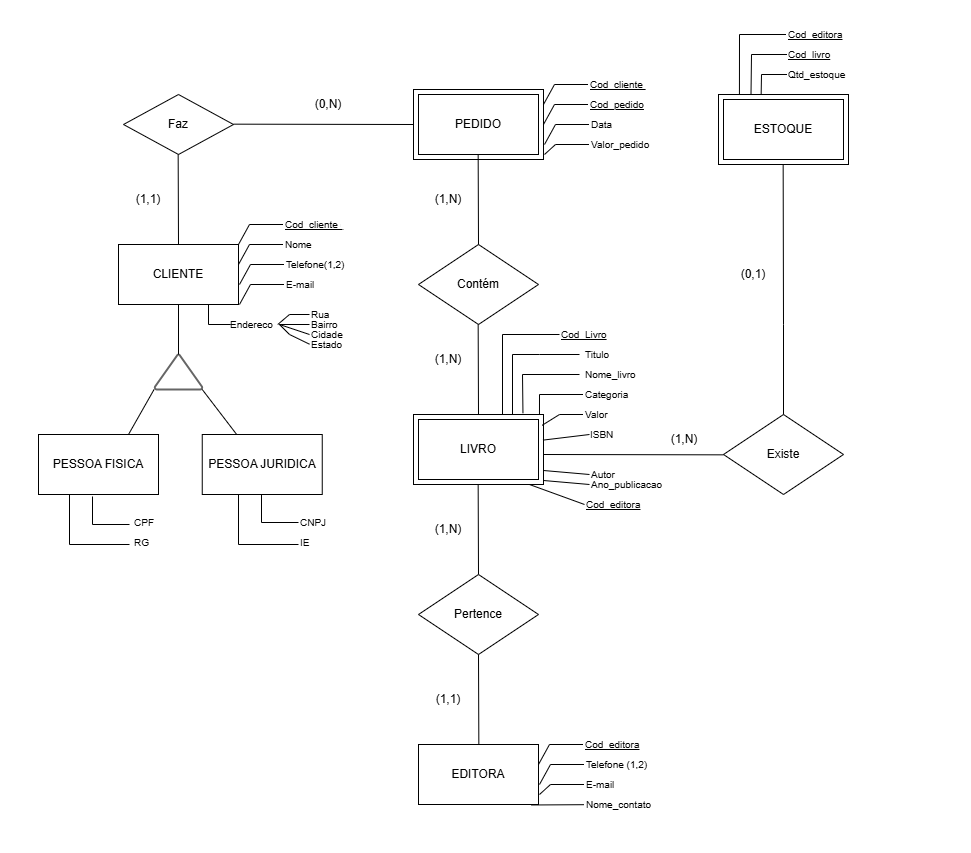 Cod_editora
Cod_livro
Qtd_estoque
ESTOQUE
Faz
(0,N)
PEDIDO
Cod_cliente
Cod_pedido
Data
Valor_pedido
(1,1)
(1,N)
Cod_cliente
Nome
Telefone(1,2)
E-mail
CLIENTE
Endereco
Rua
Bairro
Cidade
Estado
Contém
(0,1)
(1,N)
Cod_Livro
Titulo
Nome_livro
Categoria
Valor
ISBN
LIVRO
Autor
Ano_publicacao
Cod_editora
(1,N)
Existe
PESSOA FISICA
PESSOA JURIDICA
CPF
RG
CNPJ
IE
(1,N)
Pertence
(1,1)
EDITORA
Cod_editora
Telefone (1,2)
E-mail
Nome_contato